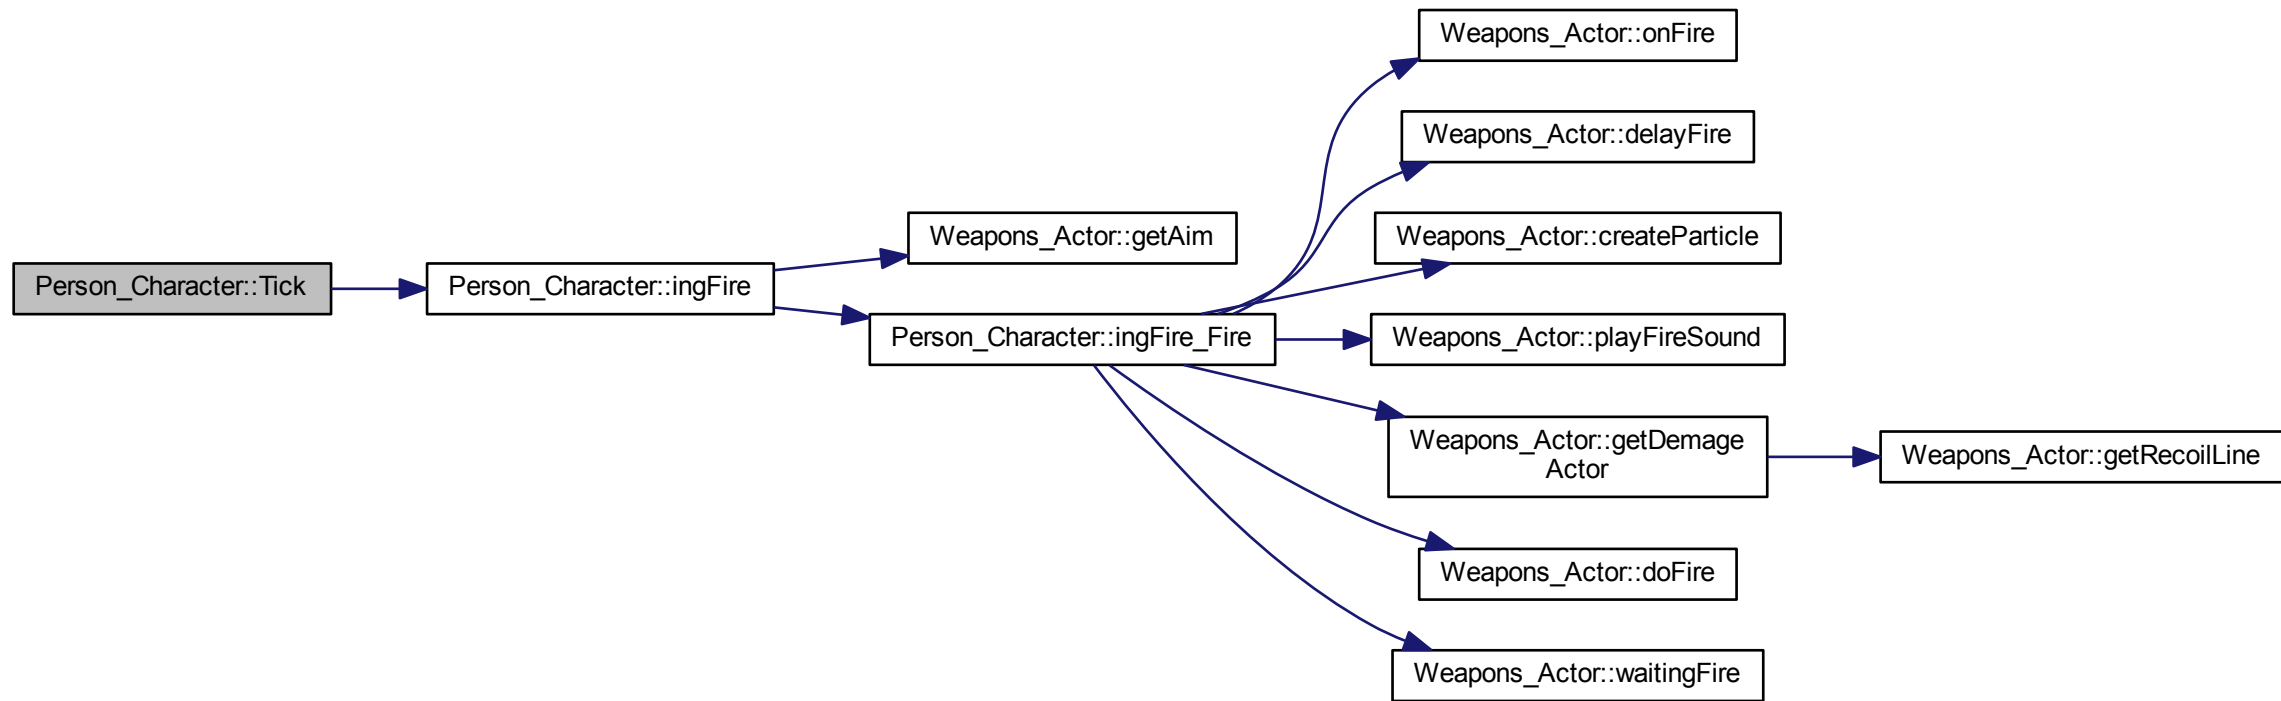 Weapons_Actor::onFire
Weapons_Actor::delayFire
Weapons_Actor::getAim
Weapons_Actor::createParticle
Person_Character::Tick
Person_Character::ingFire
Person_Character::ingFire_Fire
Weapons_Actor::playFireSound
Weapons_Actor::getDemage
Actor
Weapons_Actor::getRecoilLine
Weapons_Actor::doFire
Weapons_Actor::waitingFire